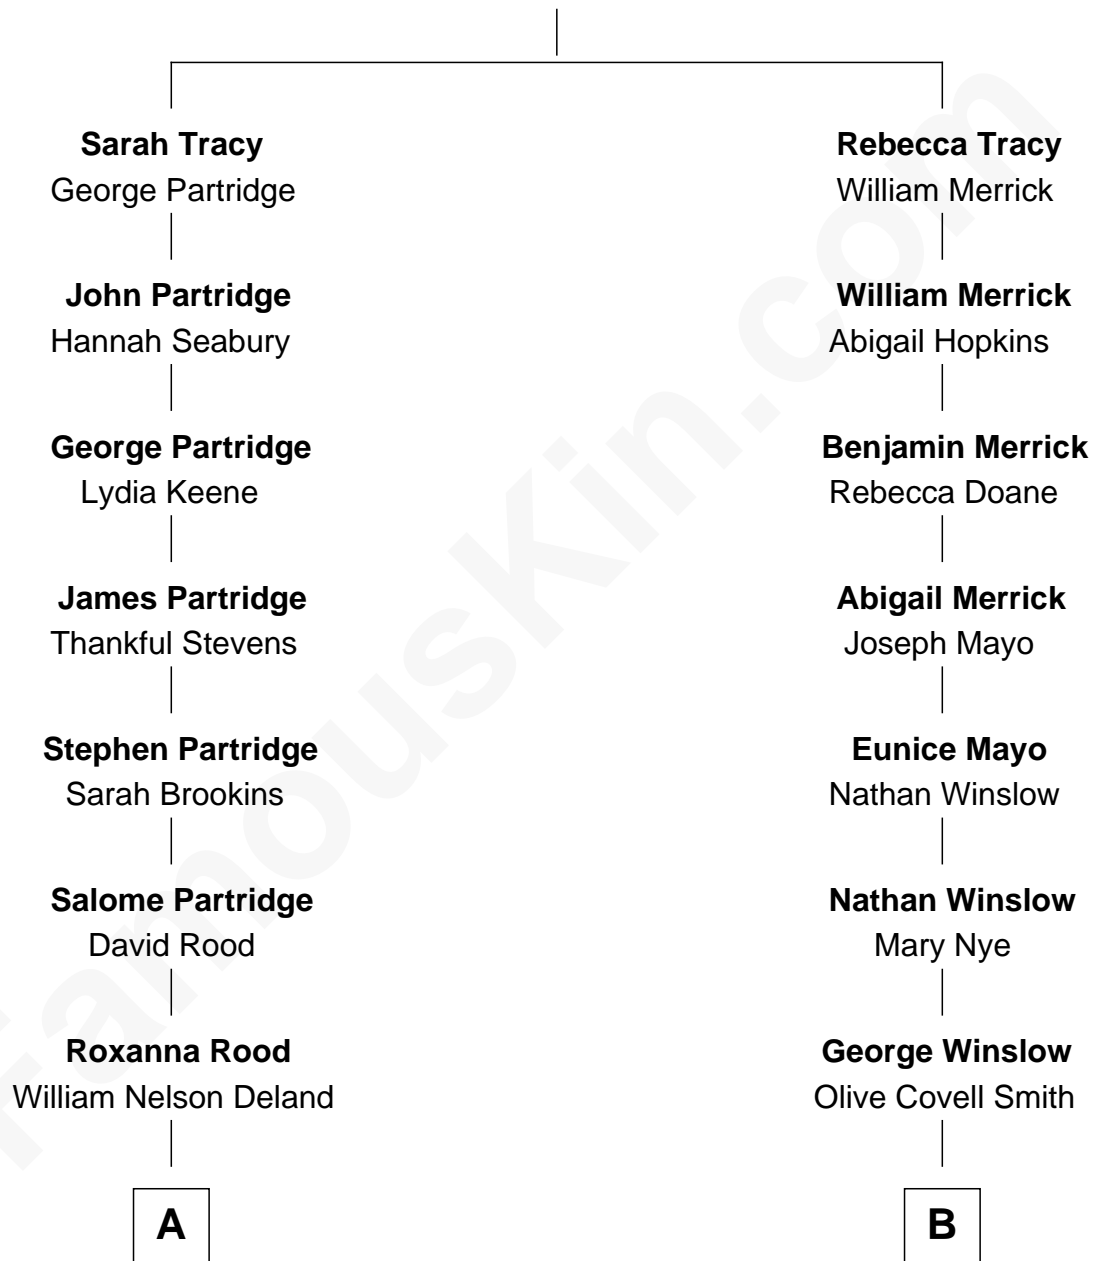 Sarah Tracy
George Partridge
John Partridge
Hannah Seabury
George Partridge
Lydia Keene
James Partridge
Thankful Stevens
Stephen Partridge
Sarah Brookins
Salome Partridge
David Rood
Roxanna Rood
William Nelson Deland
A
Rebecca Tracy
William Merrick
William Merrick
Abigail Hopkins
Benjamin Merrick
Rebecca Doane
Abigail Merrick
Joseph Mayo
Eunice Mayo
Nathan Winslow
Nathan Winslow
Mary Nye
George Winslow
Olive Covell Smith
B
FamousKin.com